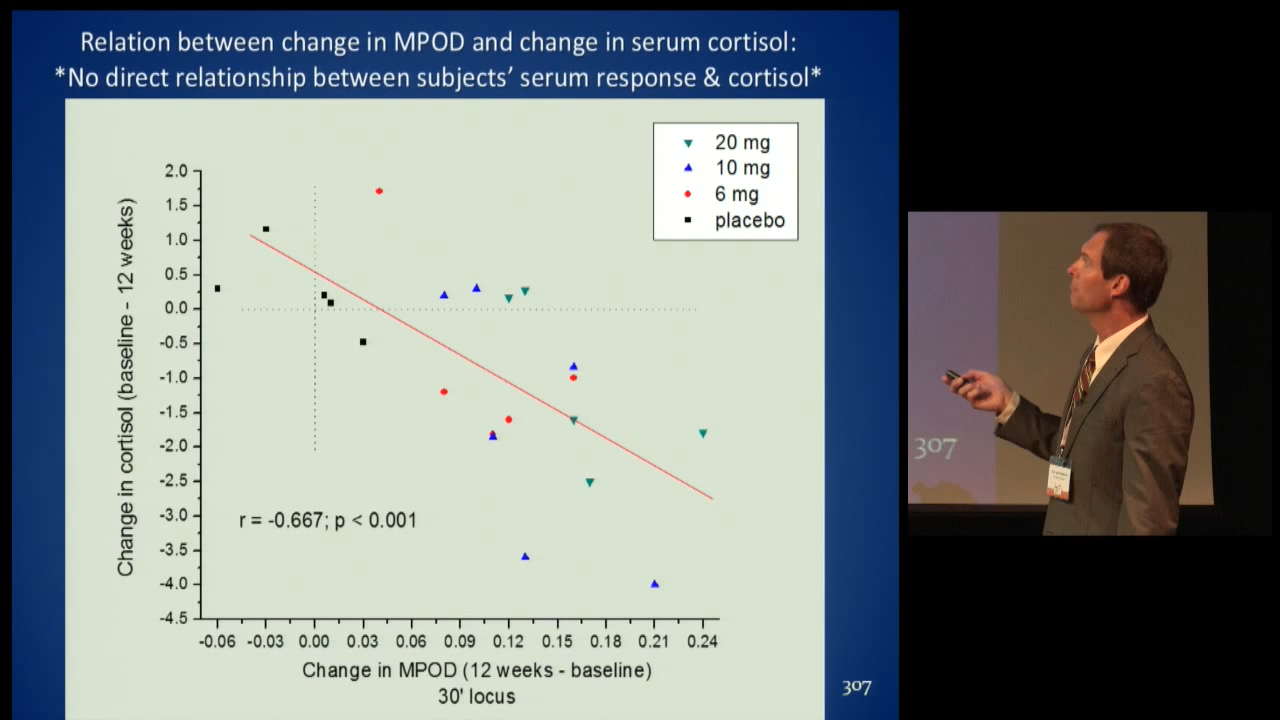 Relation between change in MPOD and change in serum cortisol:
*No direct relationship between subjects’ serum response & cortisol*
20 mg
10 mg
6 mg
placebo
2.0
1.5
1.0
0.5
0.0
-0.5
-1.0
-1.5
-2.0
-2.5
-3.0
-3.5
-4.0
-4.5
Change in cortisol (baseline - 12 weeks)
r = -0.667; p < 0.001
-0.06 -0.03 0.00 0.03 0.06 0.09 0.12 0.15 0.18 0.21 0.24
Change in MPOD (12 weeks - baseline)
30' locus
307
307